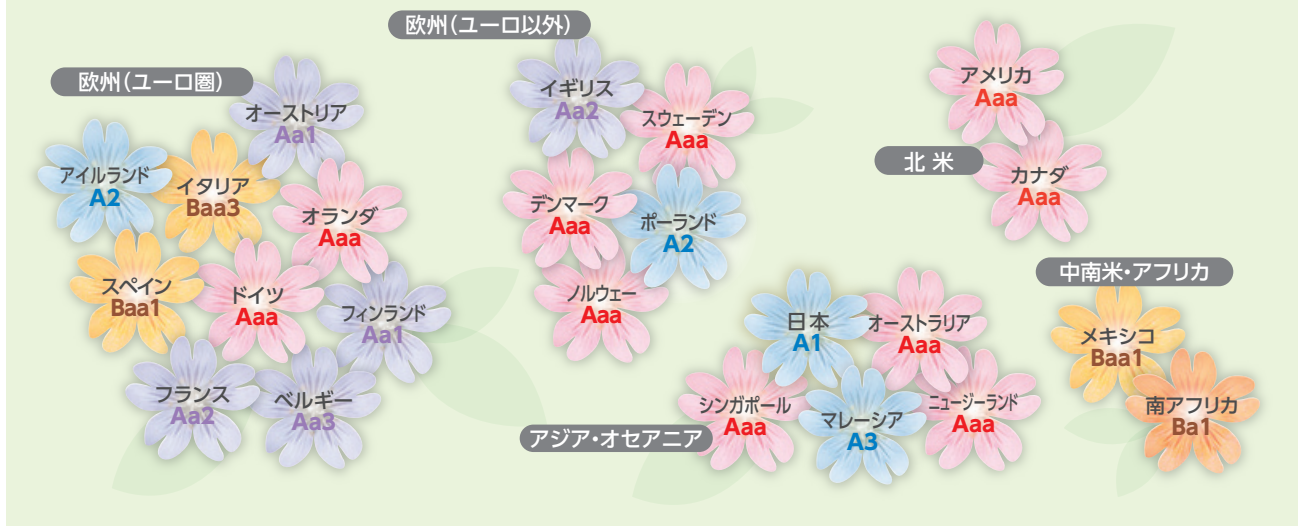 欧州(ユーロ圏)
オーストリア
Aa1
アイルランド
A2
イタリア
Baa3
オランダ
Aaa
スペイン
Baa1
ドイツ
Aaa
フィンランド
Aa1
フランス
Aa2
ベルギー
Aa3
欧州(ユーロ以外)
イギリス
Aa2
スウェーデン
Aaa
デンマーク
Aaa
ポーランド
A2
ノルウェー
Aaa
北米
アメリカ
Aaa
カナダ
Aaa
アジア・オセアニア
日本
A1
オーストラリア
Aaa
シンガポール
Aaa
マレーシア
A3
ニュージーランド
Aaa
中南米・アフリカ
メキシコ
Baa1
南アフリカ
Ba1